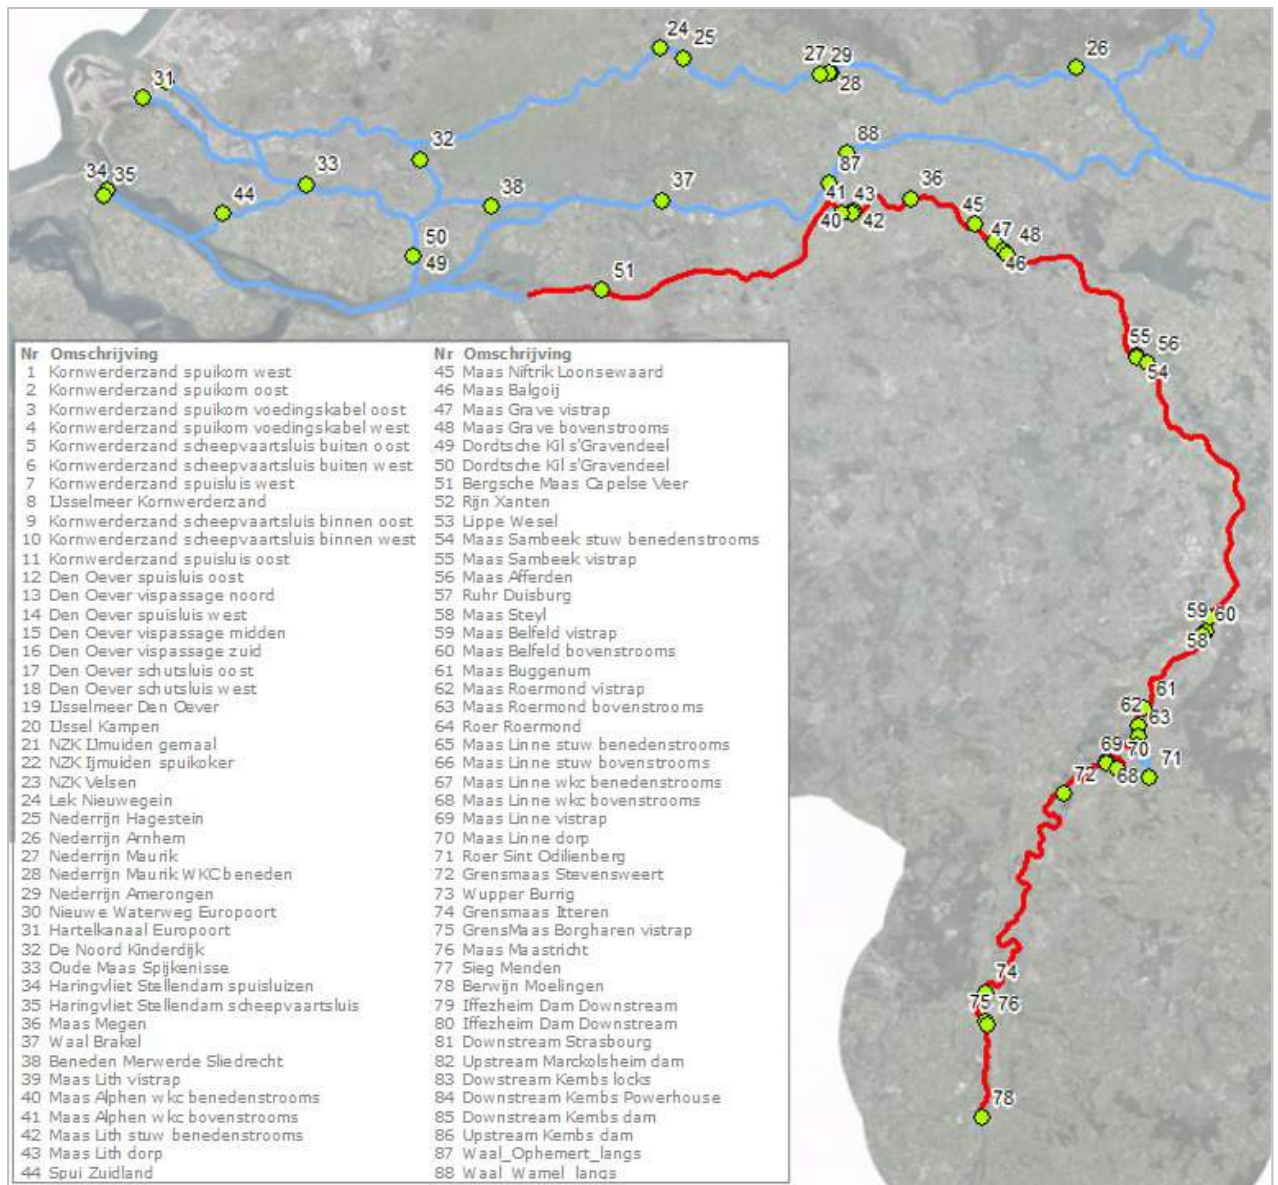 24
25
27 29
28
26
31
32
88
87
33
34 35
44
38
37
41 43
40 42
36
45
47 48
46
50
49
51
55 56
54
59 60
58
61
62 63
69 70
68
71
72
74
75 76
78
Nr Omschrijving
1 Kornwerderzand spuikom west
2 Kornwerderzand spuikom oost
3 Kornwerderzand spuikom voedingskabel oost
4 Kornwerderzand spuikom voedingskabel west
5 Kornwerderzand scheepvaartsluis buiten oost
6 Kornwerderzand scheepvaartsluis buiten west
7 Kornwerderzand spuisluis west
8 IJsselmeer Kornwerderzand
9 Kornwerderzand scheepvaartsluis binnen oost
10 Kornwerderzand scheepvaartsluis binnen west
11 Kornwerderzand spuisluis oost
12 Den Oever spuisluis oost
13 Den Oever vispassage noord
14 Den Oever spuisluis west
15 Den Oever vispassage midden
16 Den Oever vispassage zuid
17 Den Oever schutsluis oost
18 Den Oever schutsluis west
19 IJsselmeer Den Oever
20 IJssel Kampen
21 NZK IJmuiden gemaal
22 NZK Ijmuiden spuikoker
23 NZK Velsen
24 Lek Nieuwegein
25 Nederrijn Hagestein
26 Nederrijn Arnhem
27 Nederrijn Maurik
28 Nederrijn Maurik WKC beneden
29 Nederrijn Amerongen
30 Nieuwe Waterweg Europoort
31 Hartelkanaal Europoort
32 De Noord Kinderdijk
33 Oude Maas Spijkenisse
34 Haringvliet Stellendam spuisluizen
35 Haringvliet Stellendam scheepvaartsluis
36 Maas Megen
37 Waal Brakel
38 Beneden Merwerde Sliedrecht
39 Maas Lith vistrap
40 Maas Alphen wkc benedenstrooms
41 Maas Alphen wkc bovenstrooms
42 Maas Lith stuw benedenstrooms
43 Maas Lith dorp
44 Spui Zuidland
Nr Omschrijving
45 Maas Niftrik Loonsewaard
46 Maas Balgoij
47 Maas Grave vistrap
48 Maas Grave bovenstrooms
49 Dordtsche Kil s'Gravendeel
50 Dordtsche Kil s'Gravendeel
51 Bergsche Maas Capelse Veer
52 Rijn Xanten
53 Lippe Wesel
54 Maas Sambeek stuw benedenstrooms
55 Maas Sambeek vistrap
56 Maas Afferden
57 Ruhr Duisburg
58 Maas Steyl
59 Maas Belfeld vistrap
60 Maas Belfeld bovenstrooms
61 Maas Buggenum
62 Maas Roermond vistrap
63 Maas Roermond bovenstrooms
64 Roer Roermond
65 Maas Linne stuw benedenstrooms
66 Maas Linne stuw bovenstrooms
67 Maas Linne wkc benedenstrooms
68 Maas Linne wkc bovenstrooms
69 Maas Linne vistrap
70 Maas Linne dorp
71 Roer Sint Odilienberg
72 Grensmaas Stevensweert
73 Wupper Burrig
74 Grensmaas Itteren
75 GrensMaas Borgharen vistrap
76 Maas Maastricht
77 Sieg Menden
78 Berwijn Moelingen
79 Iffezheim Dam Downstream
80 Iffezheim Dam Downstream
81 Downstream Strasbourg
82 Upstream Marckolsheim dam
83 Dowstream Kembs locks
84 Downstream Kembs Powerhouse
85 Downstream Kembs dam
86 Upstream Kembs dam
87 Waal_Ophemert_langs
88 Waal_Wamel_langs